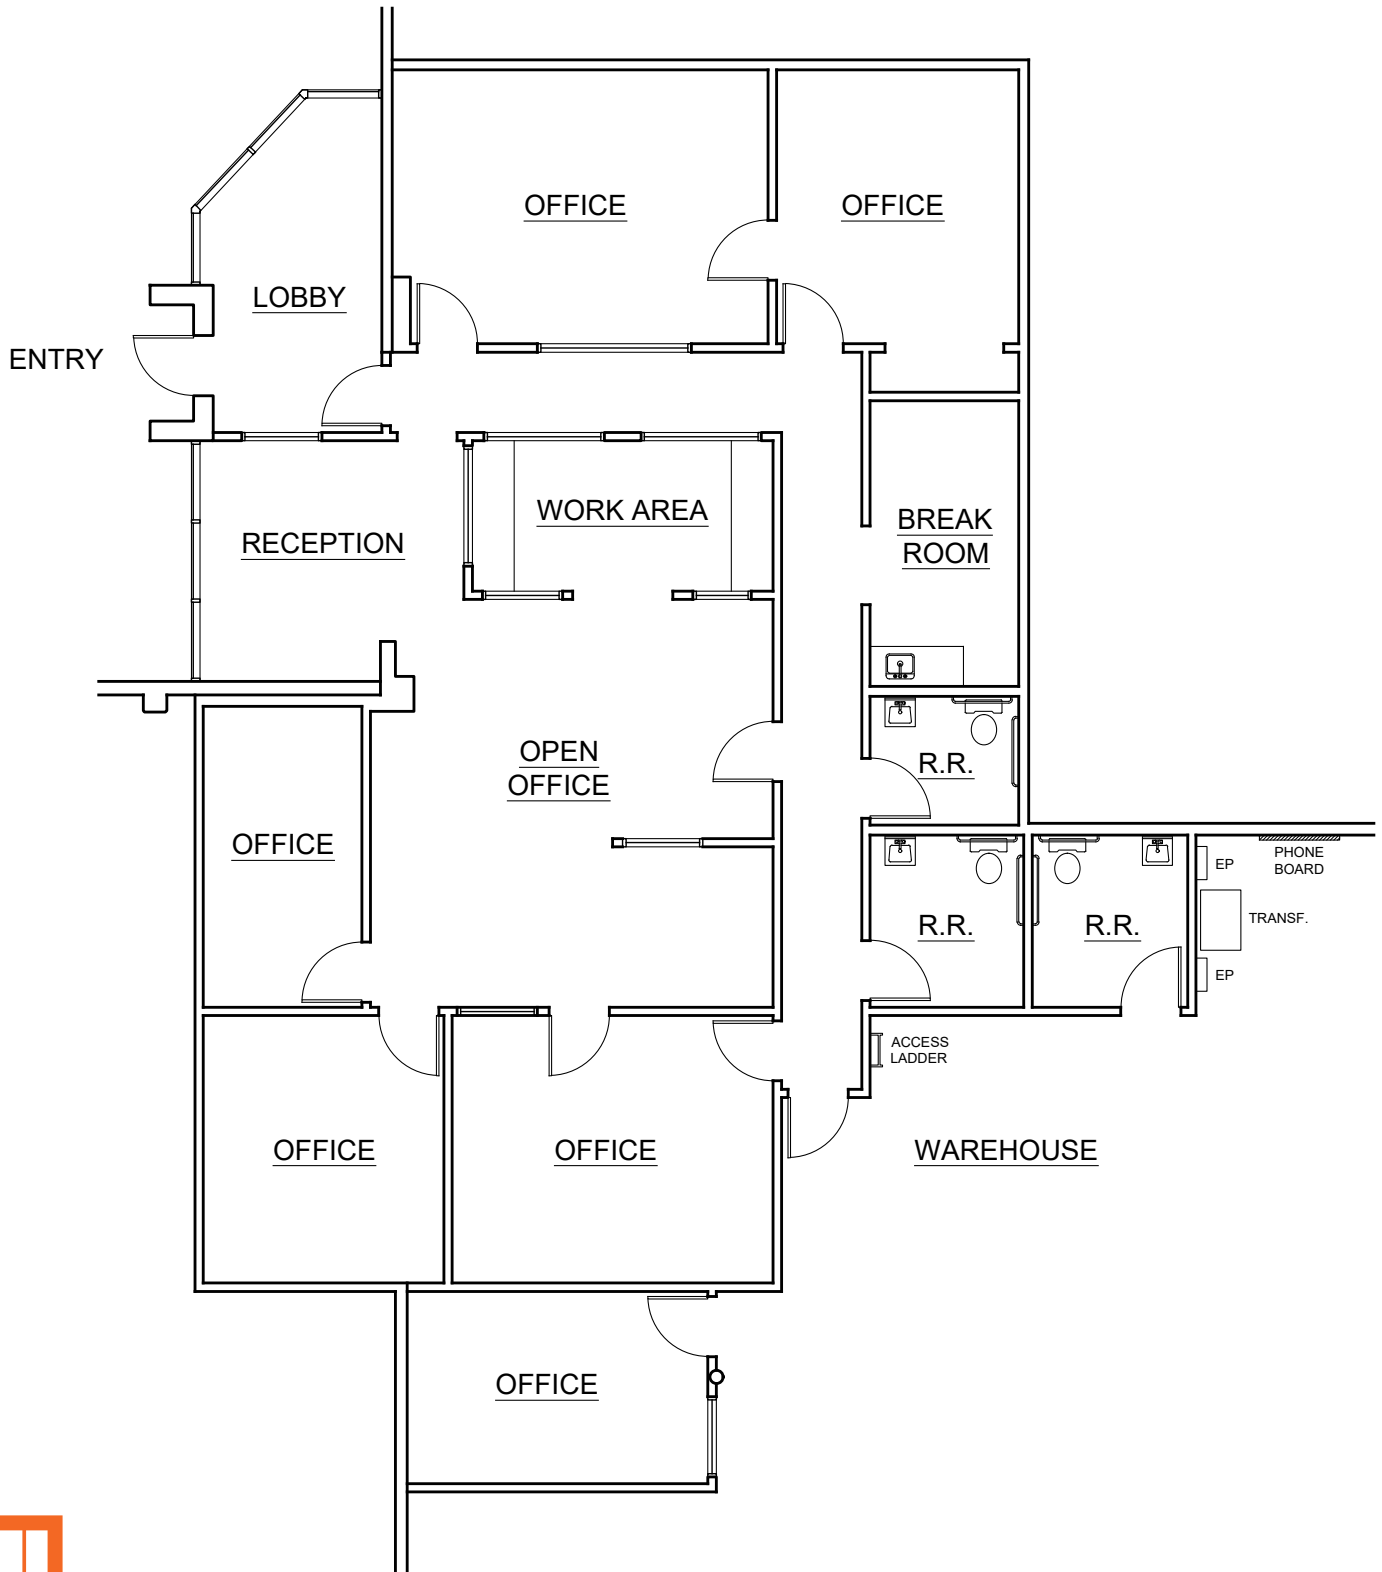 OFFICE
OFFICE
LOBBY
ENTRY
WORK AREA
BREAK
ROOM
RECEPTION
OPEN
OFFICE
R.R.
OFFICE
PHONE
BOARD
EP
TRANSF.
R.R.
R.R.
EP
ACCESS
LADDER
OFFICE
OFFICE
WAREHOUSE
OFFICE